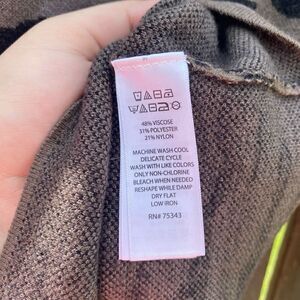 48% VISCOSE
31% POLYESTER
21% NYLON
MACHINE WASH COOL
DELICATE CYCLE
WASH WITH LIKE COLORS
ONLY NON-CHLORINE
BLEACH WHEN NEEDED
RESHAPE WHILE DAMP
DRY FLAT
LOW IRON
RN# 75343